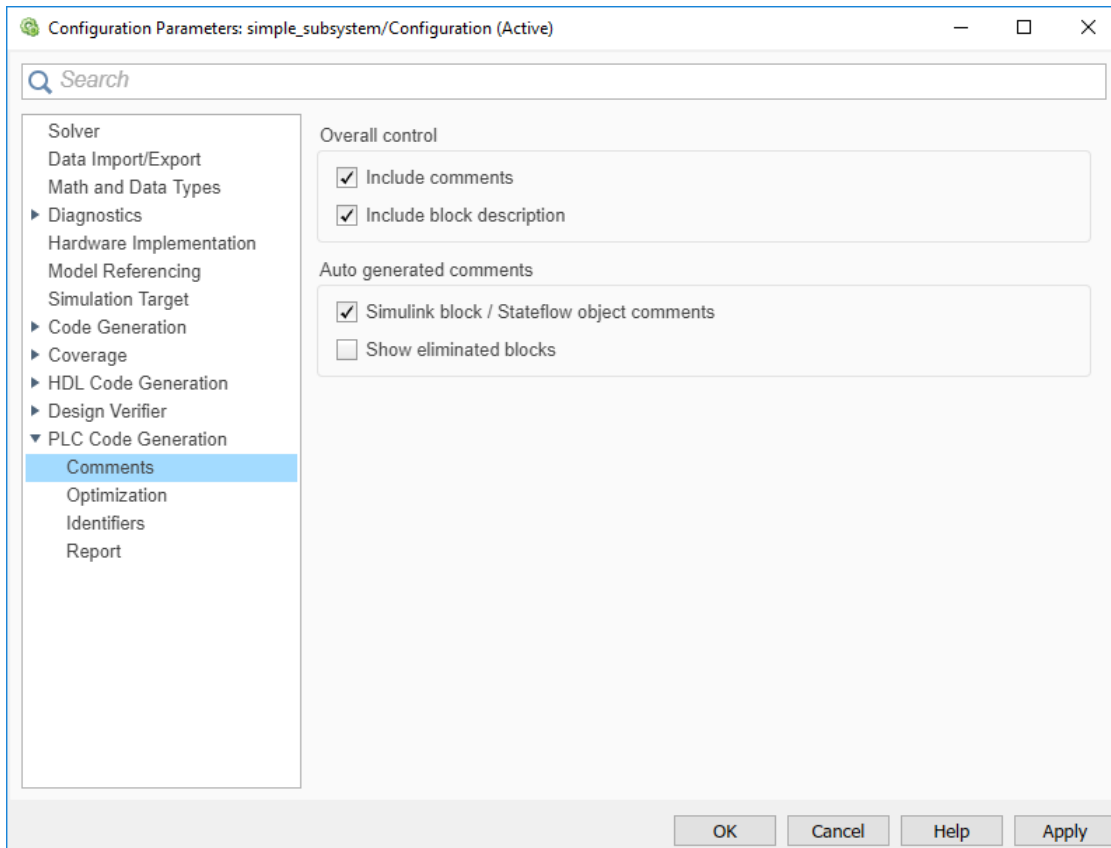 Configuration Parameters: simple_subsystem/Configuration (Active)
Search
Solver
Data Import/Export
Math and Data Types
Diagnostics
Hardware Implementation
Model Referencing
Simulation Target
Code Generation
Coverage
HDL Code Generation
Design Verifier
PLC Code Generation
Comments
Optimization
Identifiers
Report
Overall control
Include comments
Include block description
Auto generated comments
Simulink block / Stateflow object comments
Show eliminated blocks
OK Cancel Help Apply